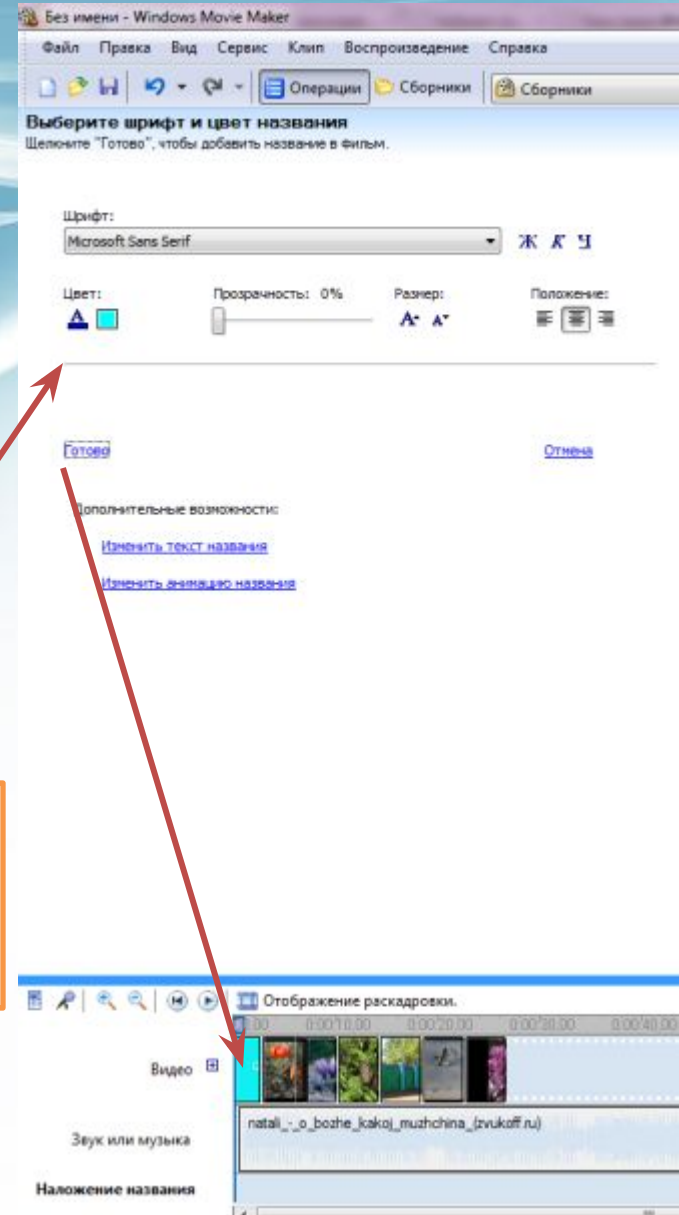 Без имени - Windows Movie Maker
Файл Правка Вид Сервис Клип Воспроизведение Справка
Операции Сборники Сборники
Выберите шрифт и цвет названия
Щелкните "Готово", чтобы добавить название в фильм.
Шрифт:
Microsoft Sans Serif Ж К Ч
Цвет: Прозрачность: 0% Размер: Положение:
Готово Отмена
Дополнительные возможности:
Изменить текст названия
Изменить анимацию названия
Отображение раскадровки.
0:00'10,00 0:00'20,00 0:00'30,00 0:00'40,00
Видео
natali_-_o_bozhe_kakoj_muzhchina_(zvukoff.ru)
Звук или музыка
Наложение названия